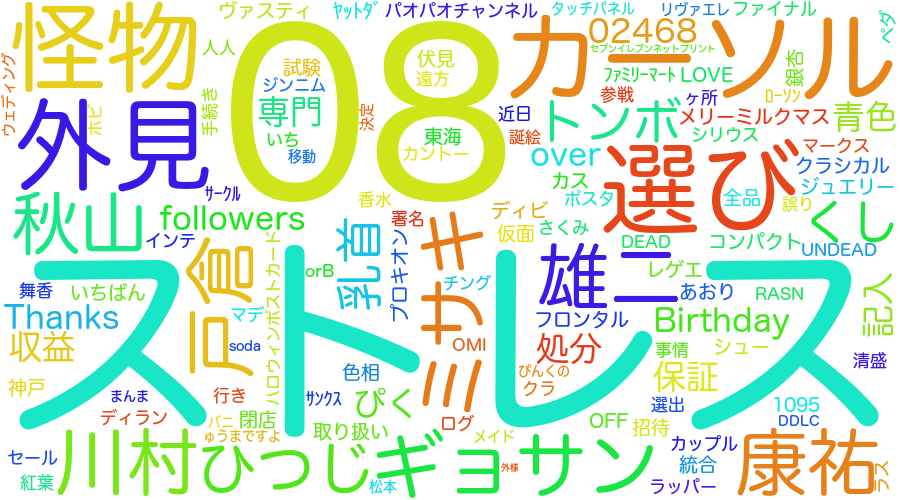 ヴァスティ
ﾔｯﾄﾀﾞ
パオパオチャンネル
タッチパネル
リヴァエレ
ファイナル
ペダ
怪物
08
カーソル
02468
セブンイレブンネットプリント
人人
試験
伏見
ウェディング
ジンニム
遠方
ﾌｧﾐﾘｰﾏｰﾄ
LOVE
銀杏
ﾛｰｿﾝ
外見
ホビ
手続き
専門
決定
近日
参戦
ヶ所
メリーミルクマス
青色
いち
東海
誕絵
トンボ
シリウス
マークス
移動
カントー
over
選び
クラシカル
カス
ジュエリー
ｻｰｸﾙ
香水
ポスタ
全品
誤り
秋山
followers
署名
ディビ
さくみ
くし
インテ
乳首
仮面
DEAD
コンパクト
UNDEAD
戸倉
ハロウィンポストカード
プロキオン
ミサキ
雄二
レゲエ
舞香
いちばん
orB
チング
あおり
RASN
記入
ストレス
Thanks
マデ
フロンタル
Birthday
収益
soda
OMI
処分
事情
シュー
清盛
神戸
色相
ぴんくの
クラ
保証
まんま
行き
ｻﾝｸｽ
ぴく
選出
1095
ディラン
バニ
閉店
ログ
OFF
招待
DDLC
ゅうまですよ
取り扱い
メイド
セール
川村
ひつじ
ギョサン
カップル
康祐
統合
ラス
紅葉
松本
外様
ラッパー